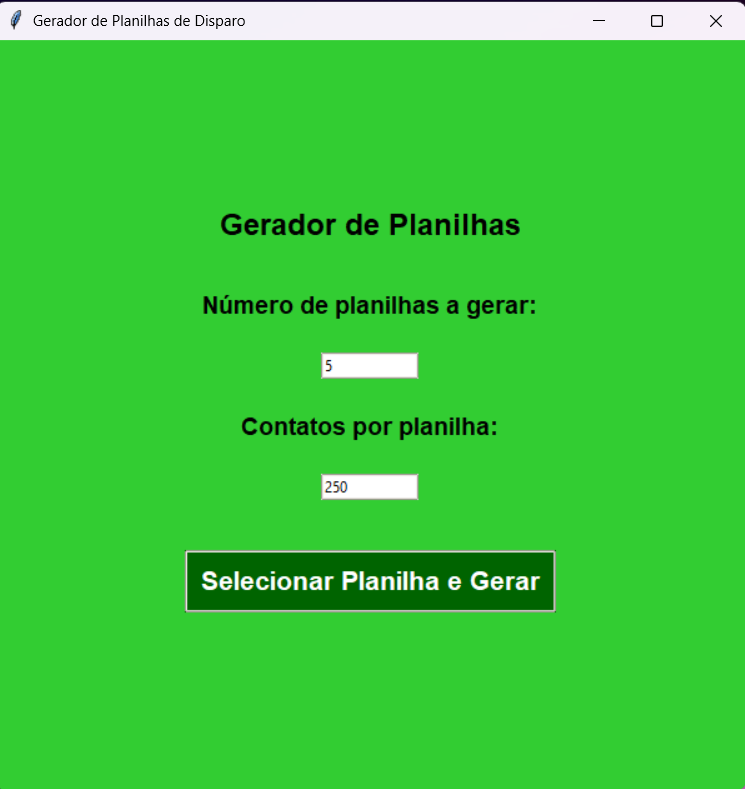 Gerador de Planilhas de Disparo
Gerador de Planilhas
Número de planilhas a gerar:
5
Contatos por planilha:
250
Selecionar Planilha e Gerar